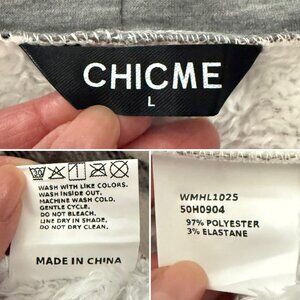 CHICME
L
WASH WITH LIKE COLORS.
WASH INSIDE OUT.
MACHINE WASH COLD,
GENTLE CYCLE.
DO NOT BLEACH.
LINE DRY IN SHADE,
DO NOT DRY CLEAN.
MADE IN CHINA
WMHL1025
50H0904
97% POLYESTER
3% ELASTANE